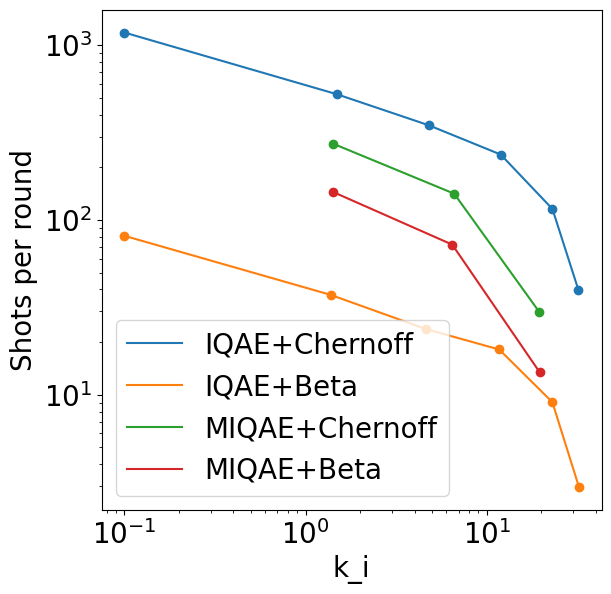 10³
10²
10¹
Shots per round
IQAE+Chernoff
IQAE+Beta
MIQAE+Chernoff
MIQAE+Beta
10⁻¹ 10⁰ 10¹
k_i